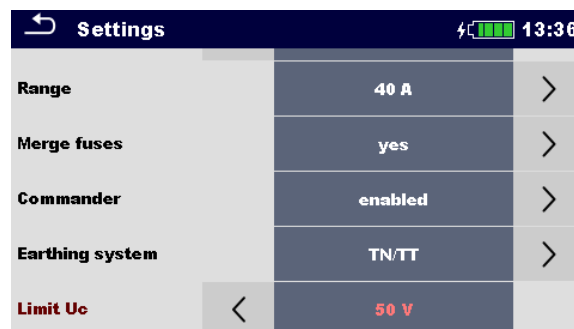 Settings 13:36
Range 40 A
Merge fuses yes
Commander enabled
Earthing system TN/TT
Limit Uc 50 V